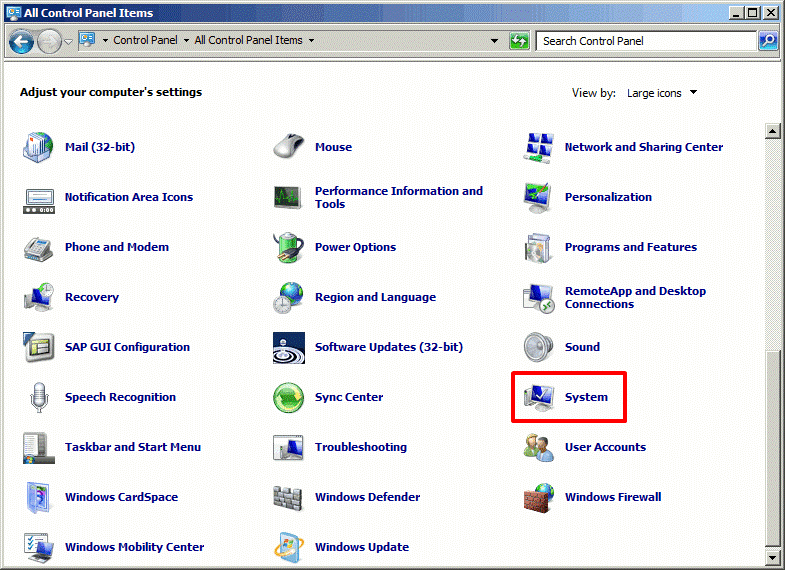 All Control Panel Items
Control Panel All Control Panel Items Search Control Panel
Adjust your computer's settings View by: Large icons
Mail (32-bit) Mouse Network and Sharing Center
Notification Area Icons Performance Information and Tools Personalization
Phone and Modem Power Options Programs and Features
Recovery Region and Language RemoteApp and Desktop Connections
SAP GUI Configuration Software Updates (32-bit) Sound
Speech Recognition Sync Center System
Taskbar and Start Menu Troubleshooting User Accounts
Windows CardSpace Windows Defender Windows Firewall
Windows Mobility Center Windows Update